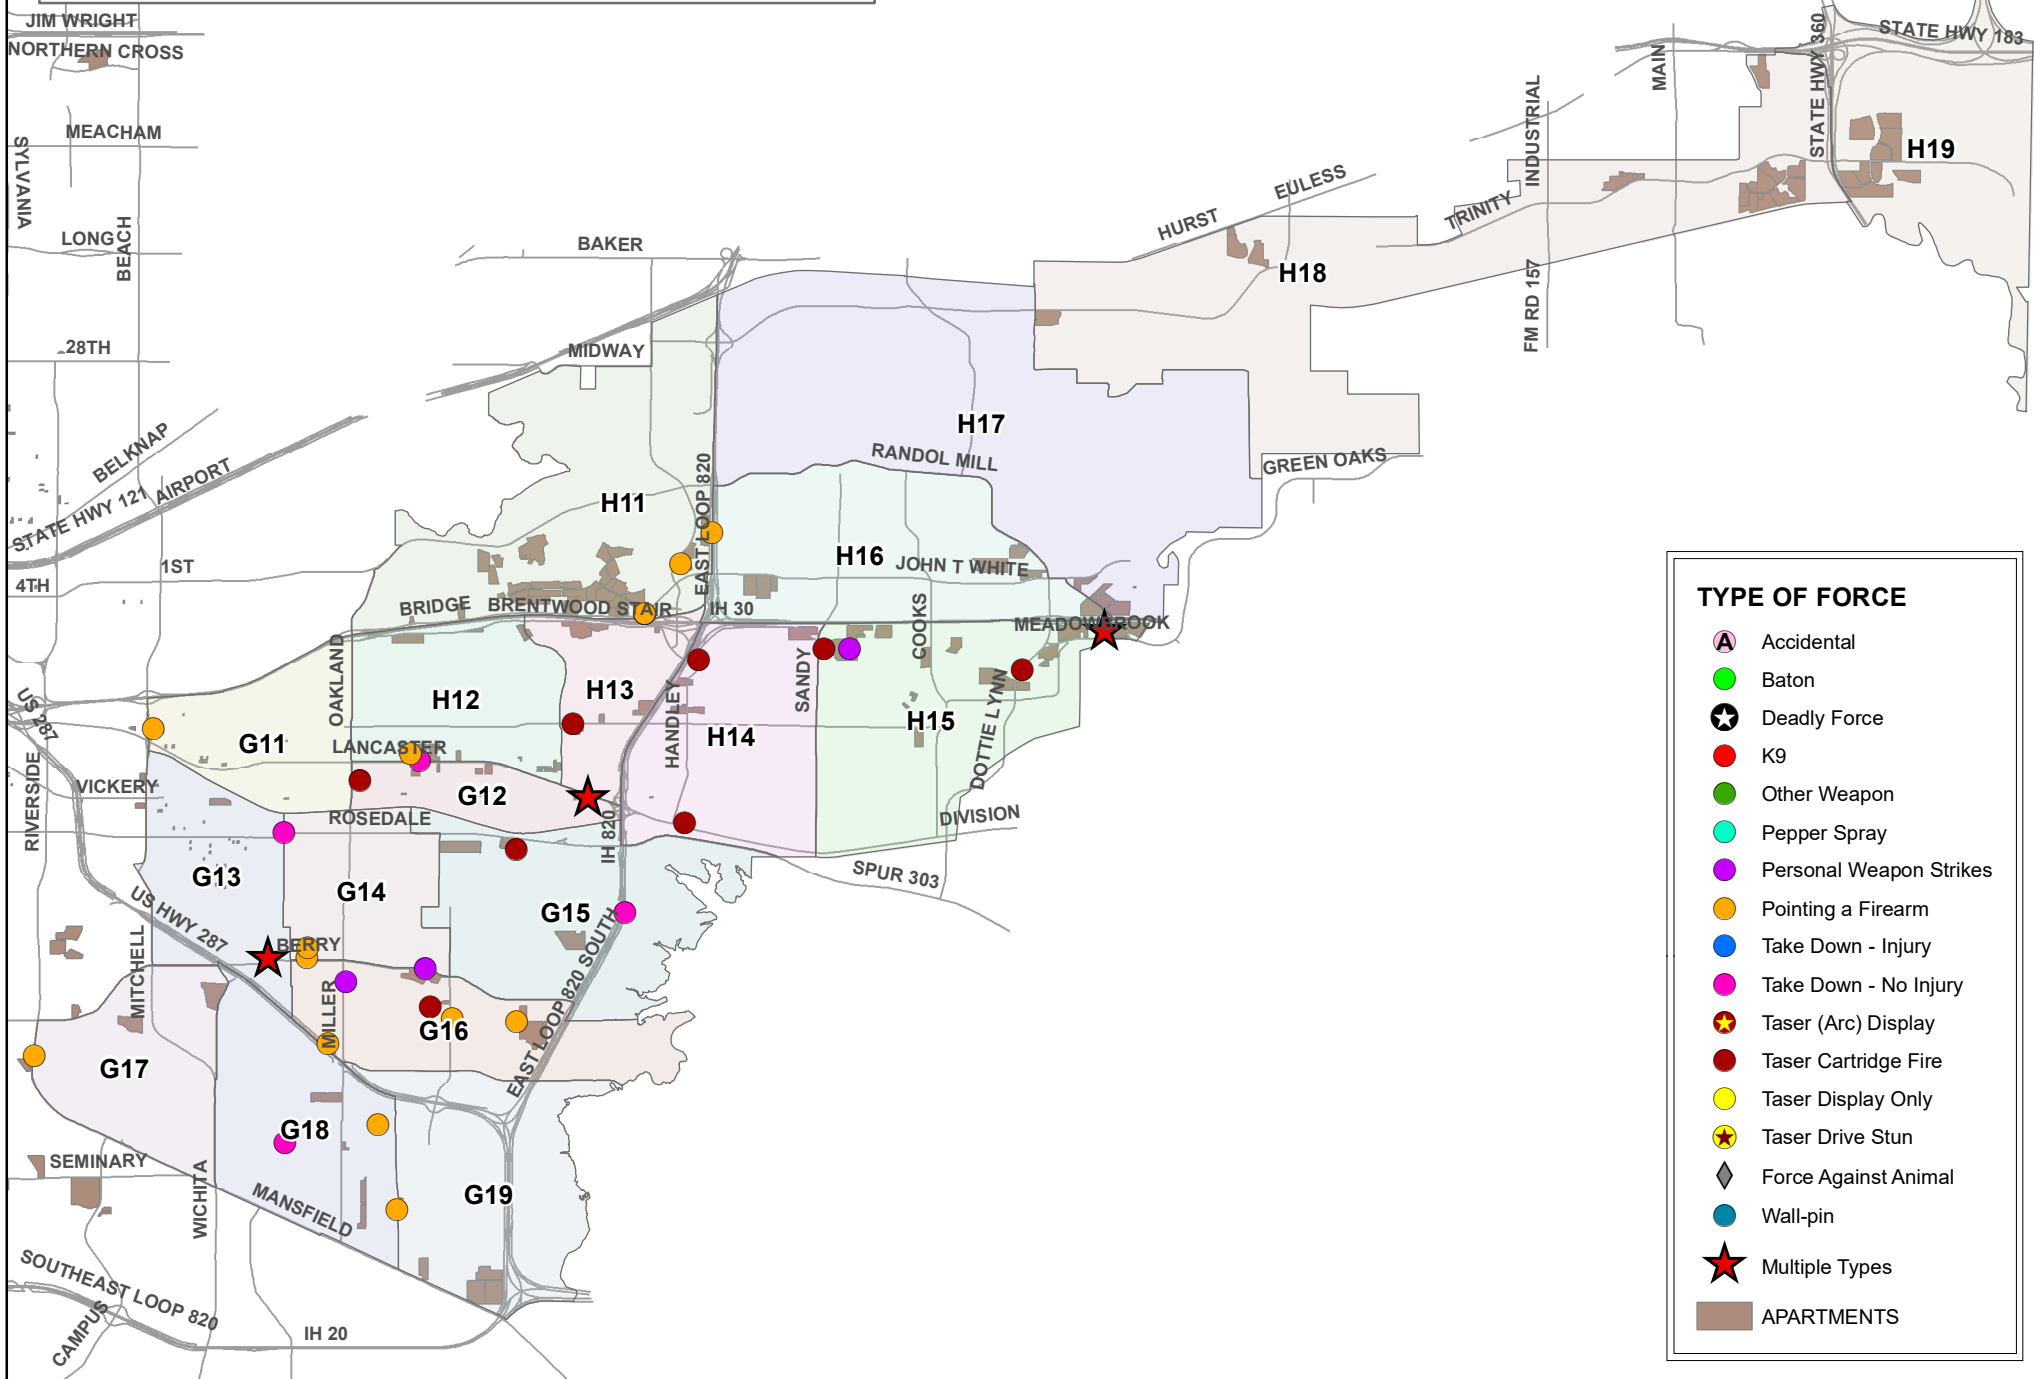 JIM WRIGHT
NORTHERN CROSS
STATE HWY 360
STATE HWY 183
MAIN
INDUSTRIAL
MEACHAM
SYLVANIA
H19
BEACH
LONG
BAKER
HURST
EULESS
TRINITY
H18
FM RD 157
28TH
MIDWAY
H17
RANDOL MILL
GREEN OAKS
BELKNAP
STATE HWY 121
AIRPORT
H11
EAST LOOP 820
H16
JOHN T WHITE
1ST
4TH
BRIDGE
BRENTWOOD STAIR
IH 30
COOKS
MEADOWBROOK
OAKLAND
H12
H13
HANDLEY
SANDY
H14
H15
DOTTIE LYNN
US 287
G11
LANCASTER
RIVERSIDE
VICKERY
G12
ROSEDALE
IH 820
DIVISION
SPUR 303
G13
G14
G15
US HWY 287
BERRY
MITCHELL
MILLER
G16
EAST LOOP 820 SOUTH
G17
G18
SEMINARY
WICHITA
MANSFIELD
G19
SOUTHEAST LOOP 820
CAMPUS
IH 20
TYPE OF FORCE
A Accidental
Baton
Deadly Force
K9
Other Weapon
Pepper Spray
Personal Weapon Strikes
Pointing a Firearm
Take Down - Injury
Take Down - No Injury
Taser (Arc) Display
Taser Cartridge Fire
Taser Display Only
Taser Drive Stun
Force Against Animal
Wall-pin
Multiple Types
APARTMENTS